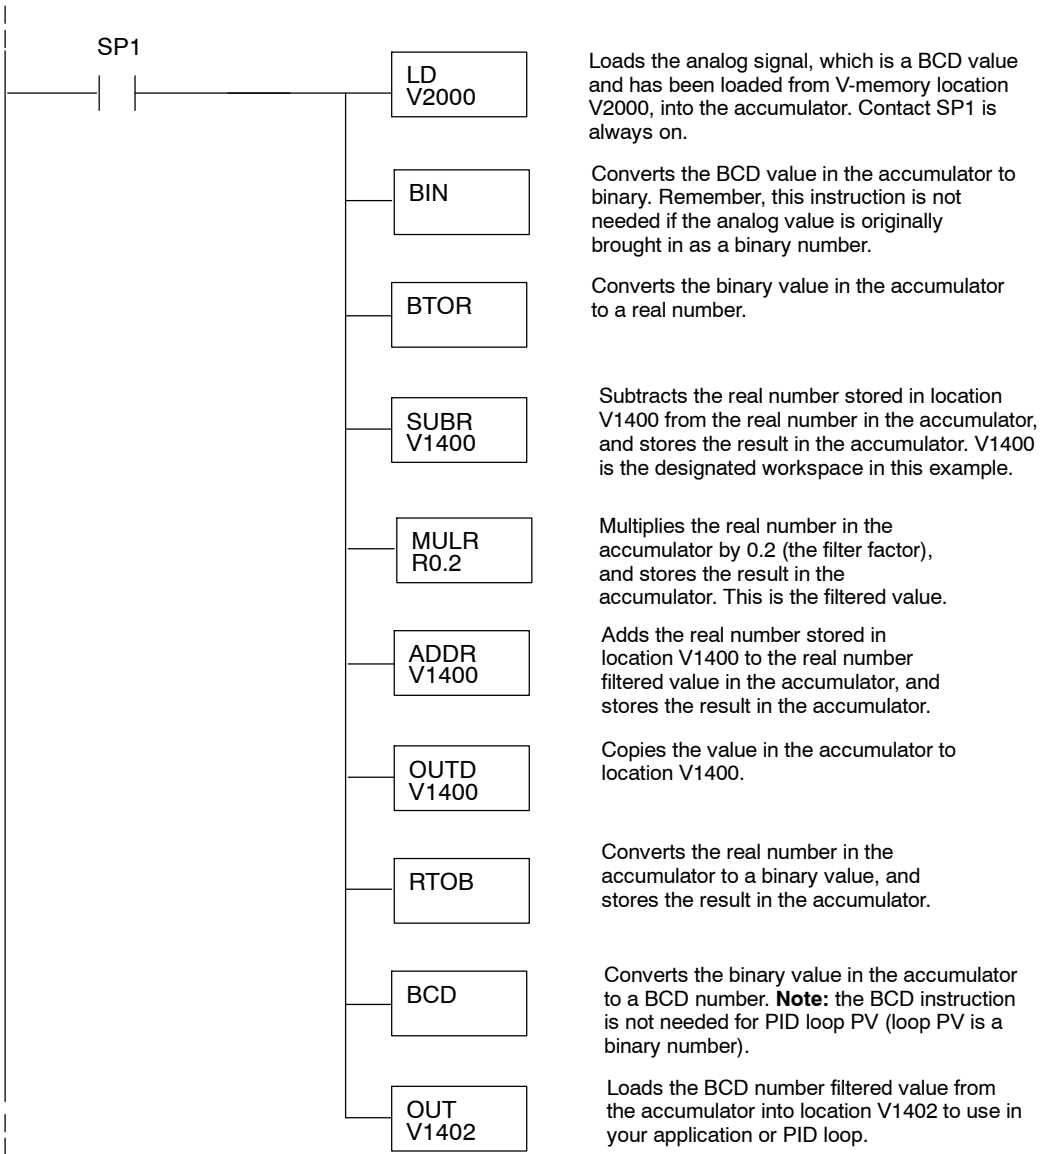 SP1
LD
V2000
Loads the analog signal, which is a BCD value
and has been loaded from V-memory location
V2000, into the accumulator. Contact SP1 is
always on.
BIN
Converts the BCD value in the accumulator to
binary. Remember, this instruction is not
needed if the analog value is originally
brought in as a binary number.
BTOR
Converts the binary value in the accumulator
to a real number.
SUBR
V1400
Subtracts the real number stored in location
V1400 from the real number in the accumulator,
and stores the result in the accumulator. V1400
is the designated workspace in this example.
MULR
R0.2
Multiplies the real number in the
accumulator by 0.2 (the filter factor),
and stores the result in the
accumulator. This is the filtered value.
ADDR
V1400
Adds the real number stored in
location V1400 to the real number
filtered value in the accumulator, and
stores the result in the accumulator.
OUTD
V1400
Copies the value in the accumulator to
location V1400.
RTOB
Converts the real number in the
accumulator to a binary value, and
stores the result in the accumulator.
BCD
Converts the binary value in the accumulator
to a BCD number. Note: the BCD instruction
is not needed for PID loop PV (loop PV is a
binary number).
OUT
V1402
Loads the BCD number filtered value from
the accumulator into location V1402 to use in
your application or PID loop.